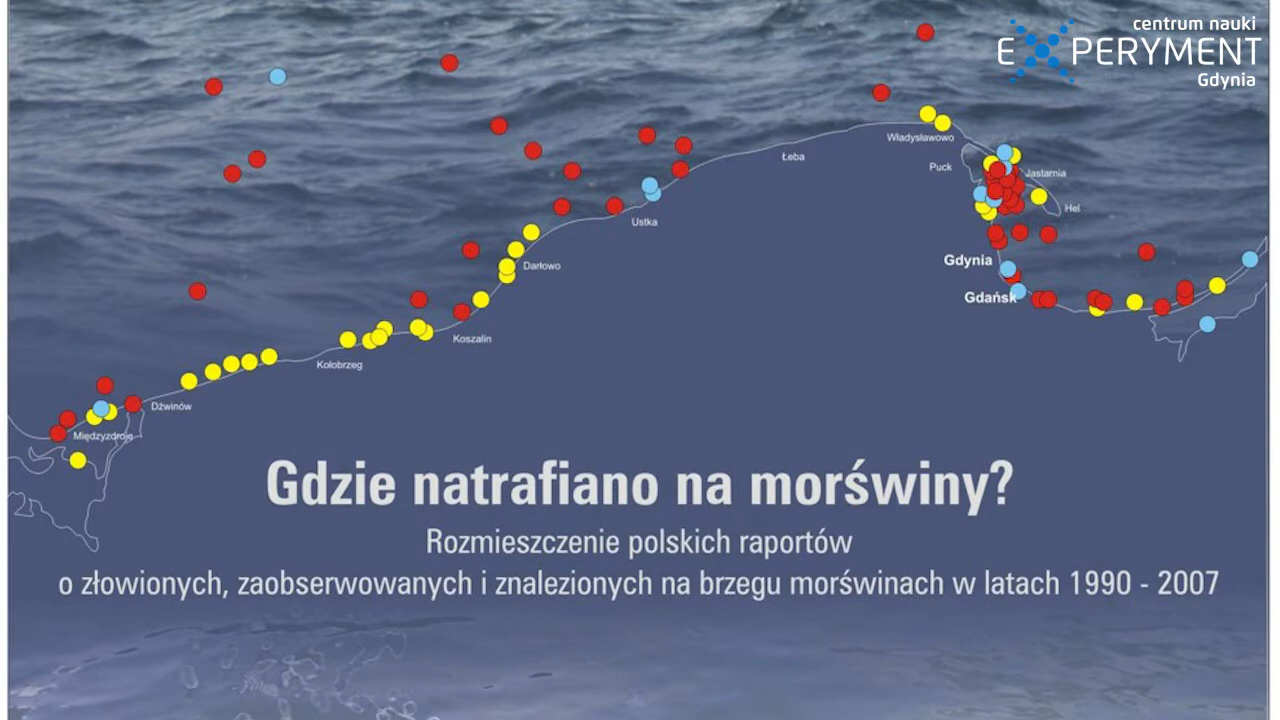 centrum nauki
EXPERYMENT
Gdynia
Władysławowo
Łeba
Puck
Jastarnia
Hel
Ustka
Gdynia
Darłowo
Gdańsk
Koszalin
Kołobrzeg
Dźwinów
Międzyzdroje
Gdzie natrafiano na morświny?
Rozmieszczenie polskich raportów
o złowionych, zaobserwowanych i znalezionych na brzegu morświnach w latach 1990 - 2007